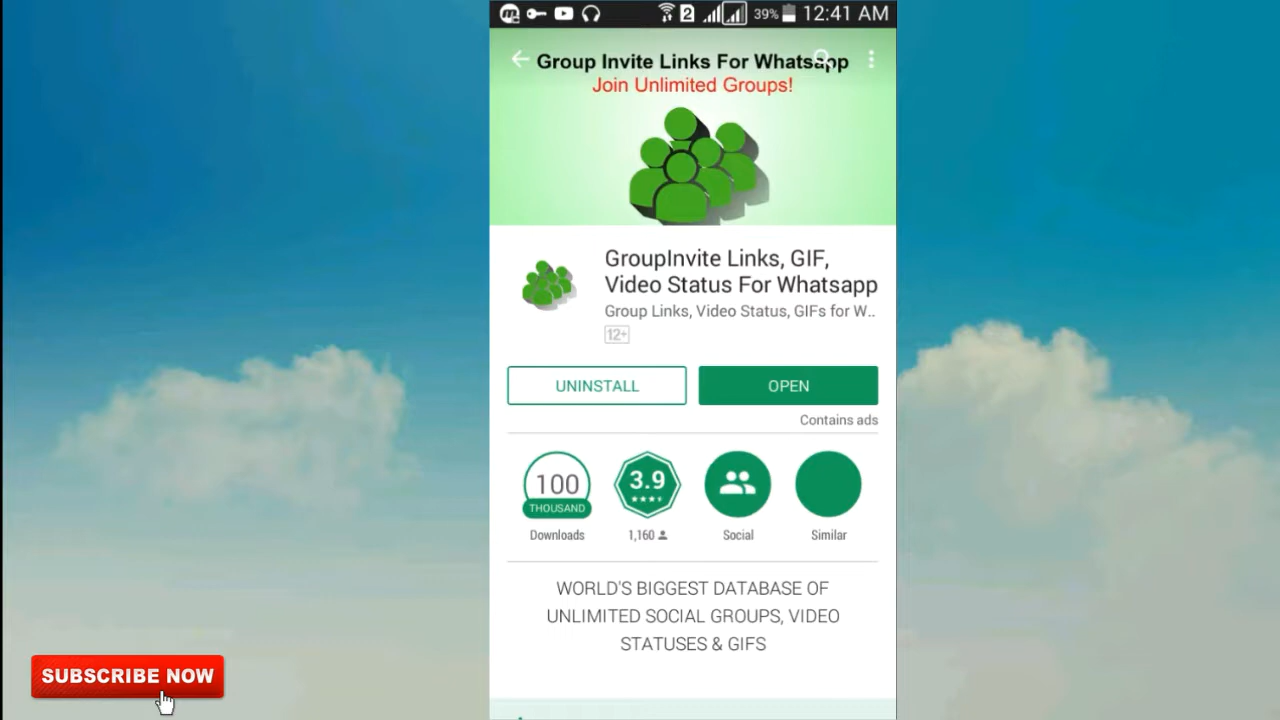 2
39%
12:41 AM
Group Invite Links For Whatsapp
Join Unlimited Groups!
GroupInvite Links, GIF,
Video Status For Whatsapp
Group Links, Video Status, GIFs for W..
12+
UNINSTALL
OPEN
Contains ads
100
THOUSAND
3.9
Downloads
1,160
Social
Similar
WORLD'S BIGGEST DATABASE OF
UNLIMITED SOCIAL GROUPS, VIDEO
STATUSES & GIFS
SUBSCRIBE NOW